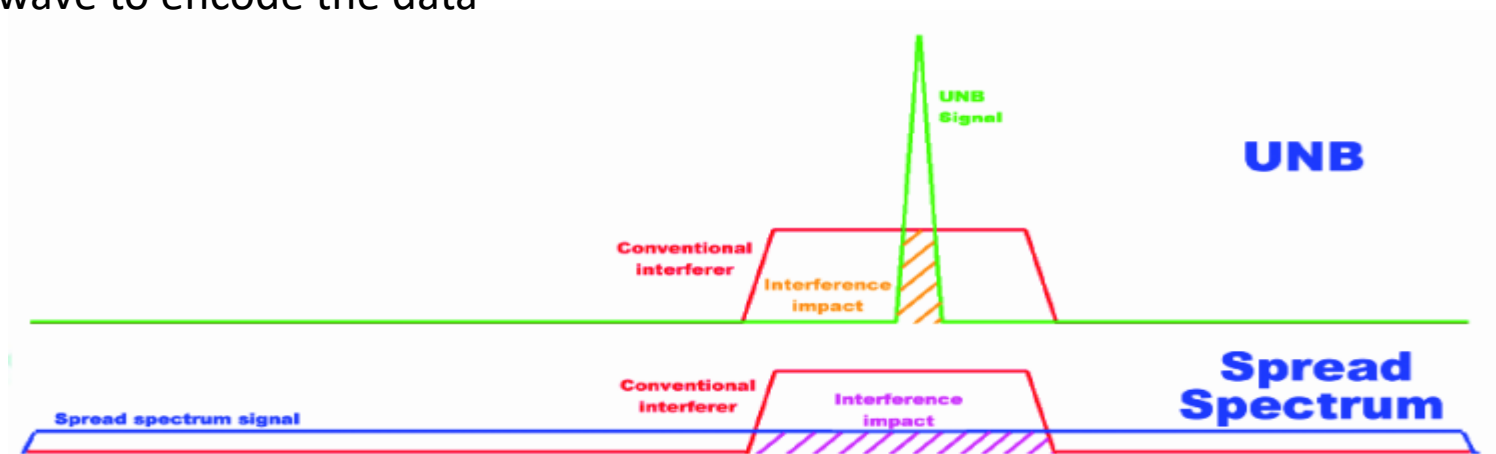 wave to encode the data
UNB
Signal
UNB
Conventional
interferer
Interference
impact
Spread
Spectrum
Conventional
interferer
Interference
impact
Spread spectrum signal